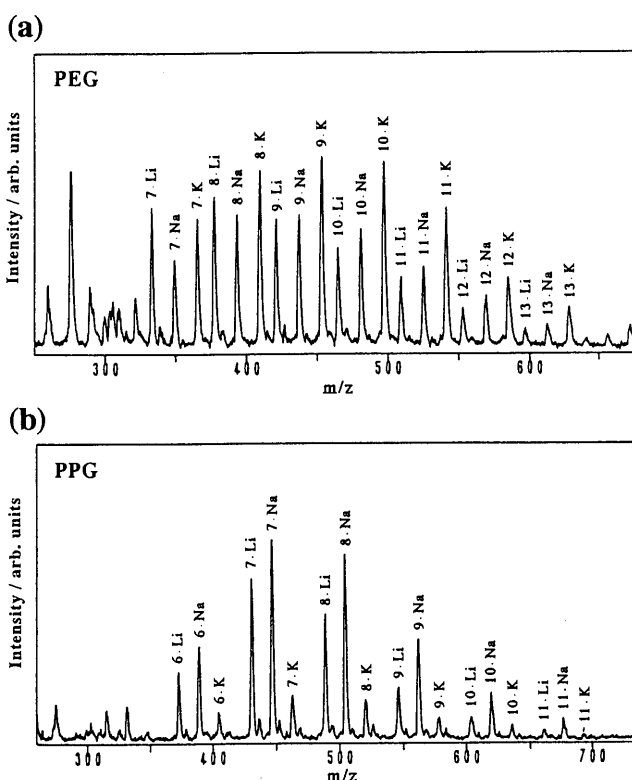 (a)
PEG
Intensity / arb. units
7·Li
7·Na
7·K
8·Li
8·Na
8·K
9·Li
9·Na
9·K
10·Li
10·Na
10·K
11·Li
11·Na
11·K
12·Li
12·Na
12·K
13·Li
13·Na
13·K
300 400 500 600
m/z
(b)
PPG
Intensity / arb. units
6·Li
6·Na
6·K
7·Li
7·Na
7·K
8·Li
8·Na
8·K
9·Li
9·Na
9·K
10·Li
10·Na
10·K
11·Li
11·Na
11·K
300 400 500 600 700
m/z